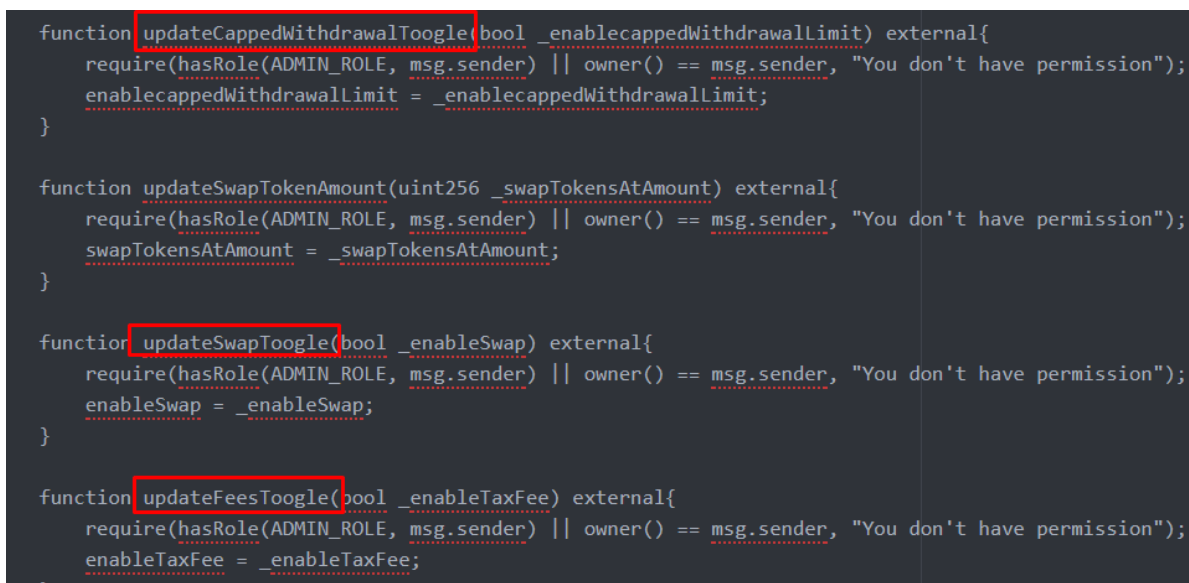 function updateCappedWithdrawalToogle(bool _enablecappedWithdrawalLimit) external{
    require(hasRole(ADMIN_ROLE, msg.sender) || owner() == msg.sender, "You don't have permission");
    enablecappedWithdrawalLimit = _enablecappedWithdrawalLimit;
}
function updateSwapTokenAmount(uint256 _swapTokensAtAmount) external{
    require(hasRole(ADMIN_ROLE, msg.sender) || owner() == msg.sender, "You don't have permission");
    swapTokensAtAmount = _swapTokensAtAmount;
}
function updateSwapToogle(bool _enableSwap) external{
    require(hasRole(ADMIN_ROLE, msg.sender) || owner() == msg.sender, "You don't have permission");
    enableSwap = _enableSwap;
}
function updateFeesToogle(bool _enableTaxFee) external{
    require(hasRole(ADMIN_ROLE, msg.sender) || owner() == msg.sender, "You don't have permission");
    enableTaxFee = _enableTaxFee;